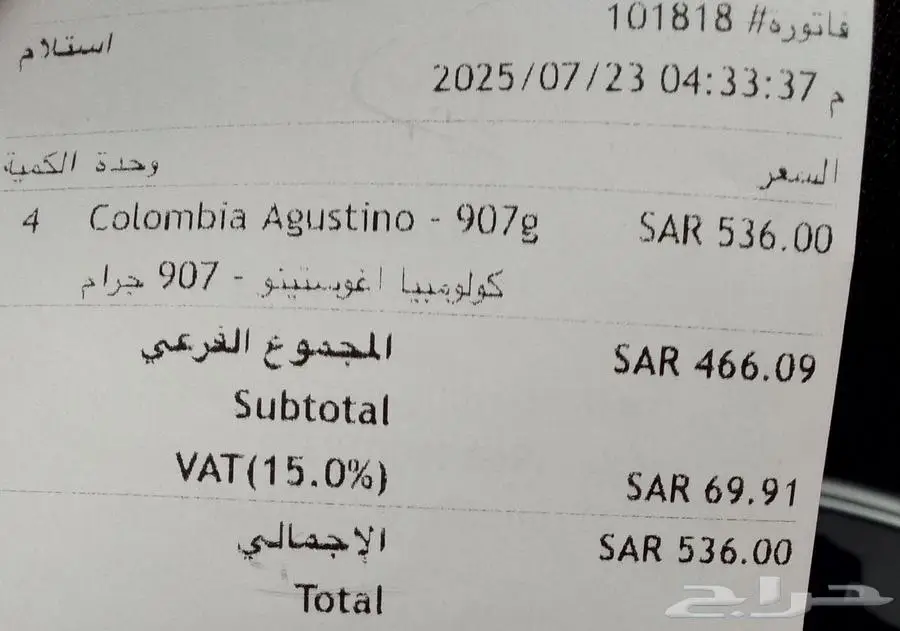 فاتورة# 101818
استلام
2025/07/23 04:33:37 م
السعر وحدة الكمية
4 Colombia Agustino - 907g SAR 536.00
كولومبيا اغوستينو - 907 جرام
المجموع الفرعي SAR 466.09
Subtotal
VAT(15.0%) SAR 69.91
الإجمالي SAR 536.00
Total
حراج